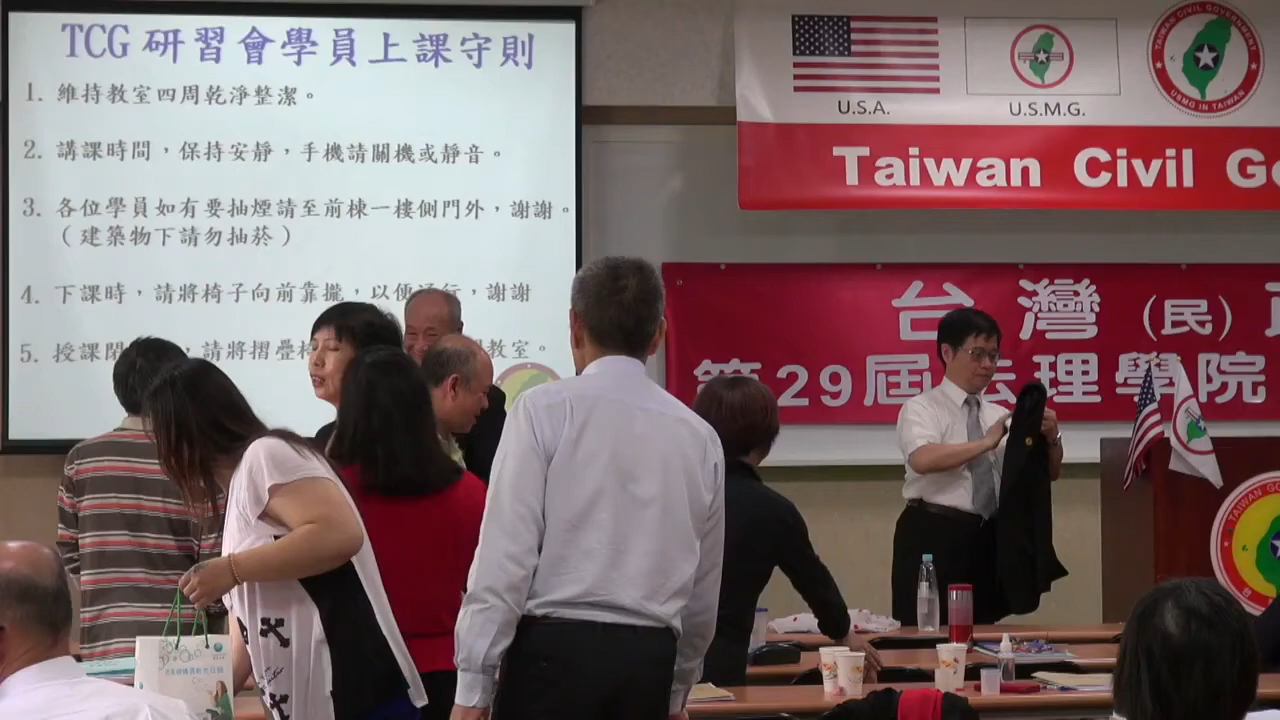 TCG 研習會學員上課守則
1. 維持教室四周乾淨整潔。
2. 講課時間，保持安靜，手機請關機或靜音。
3. 各位學員如有要抽煙請至前棟一樓側門外，謝謝。
（建築物下請勿抽菸）
4. 下課時，請將椅子向前靠攏，以便通行，謝謝
5. 授課 請將摺疊 教室。
U.S.A.
U.S.M.G.
TAIWAN CIVIL GOVERNMENT
USMG IN TAIWAN
Taiwan Civil
台灣（民）
第29屆法理學院